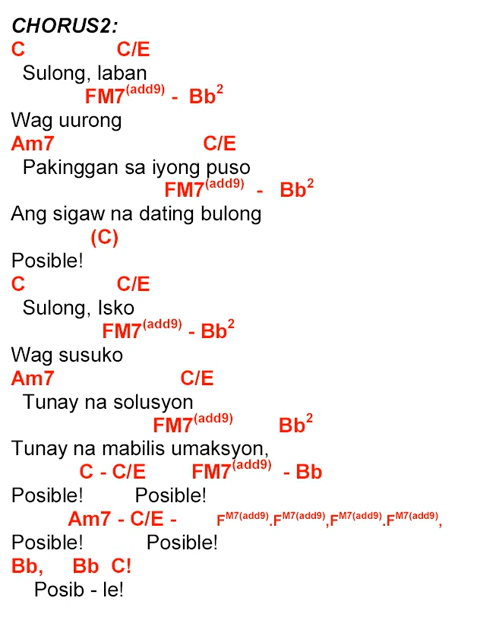 CHORUS2:
C C/E
Sulong, laban
FM7(add9) - Bb2
Wag uurong
Am7 C/E
Pakinggan sa iyong puso
FM7(add9) - Bb2
Ang sigaw na dating bulong
(C)
Posible!
C C/E
Sulong, Isko
FM7(add9) - Bb2
Wag susuko
Am7 C/E
Tunay na solusyon
FM7(add9) Bb2
Tunay na mabilis umaksyon,
C - C/E FM7(add9) - Bb
Posible! Posible!
Am7 - C/E - FM7(add9).FM7(add9),FM7(add9).FM7(add9),
Posible! Posible!
Bb, Bb C!
Posib - le!